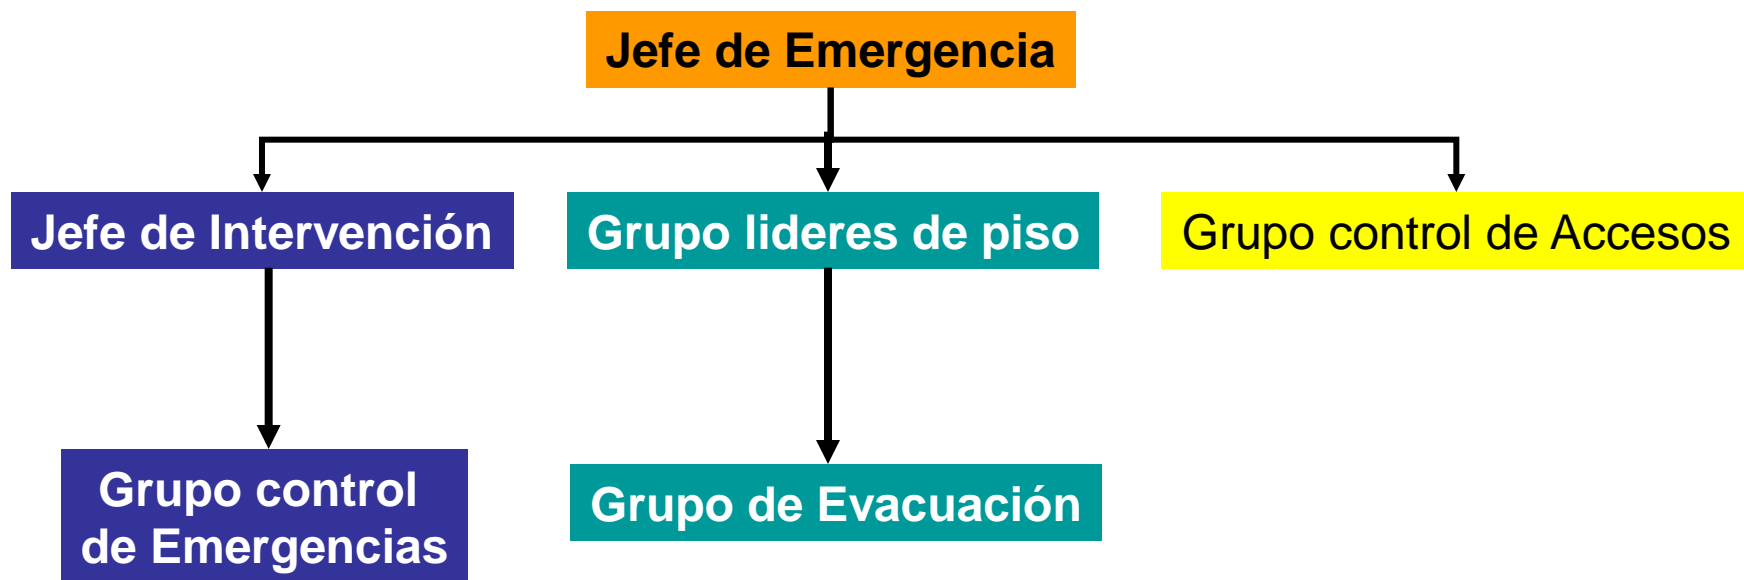 Jefe de Emergencia
Jefe de Intervención
Grupo lideres de piso
Grupo control de Accesos
Grupo control
de Emergencias
Grupo de Evacuación